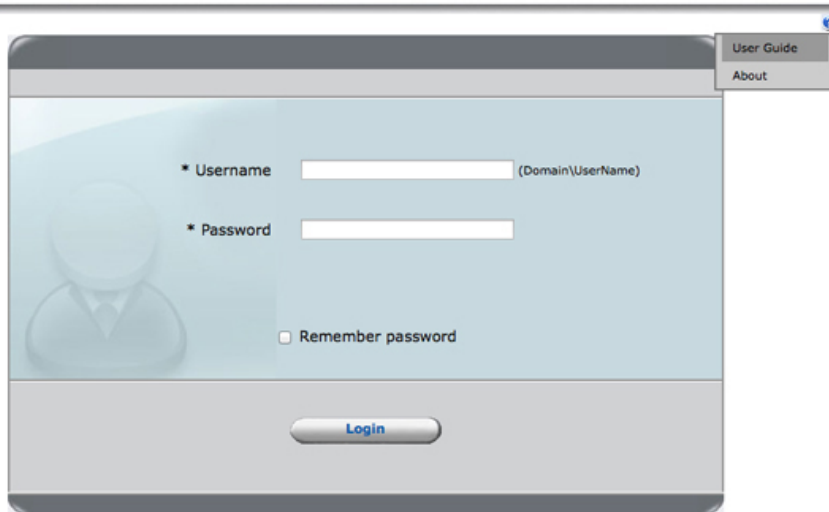 User Guide
About
* Username (Domain\UserName)
* Password
Remember password
Login